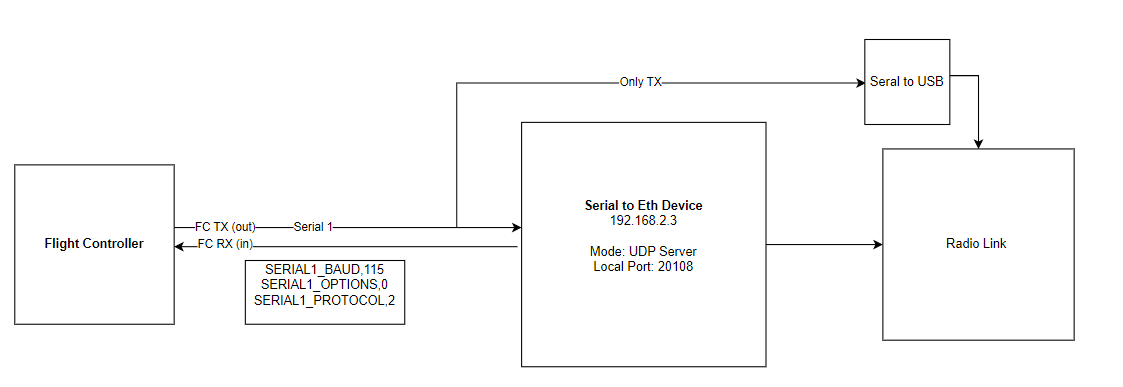 Only TX
Seral to USB
Serial to Eth Device
192.168.2.3
Mode: UDP Server
Local Port: 20108
Flight Controller
FC TX (out)
Serial 1
FC RX (in)
SERIAL1_BAUD,115
SERIAL1_OPTIONS,0
SERIAL1_PROTOCOL,2
Radio Link